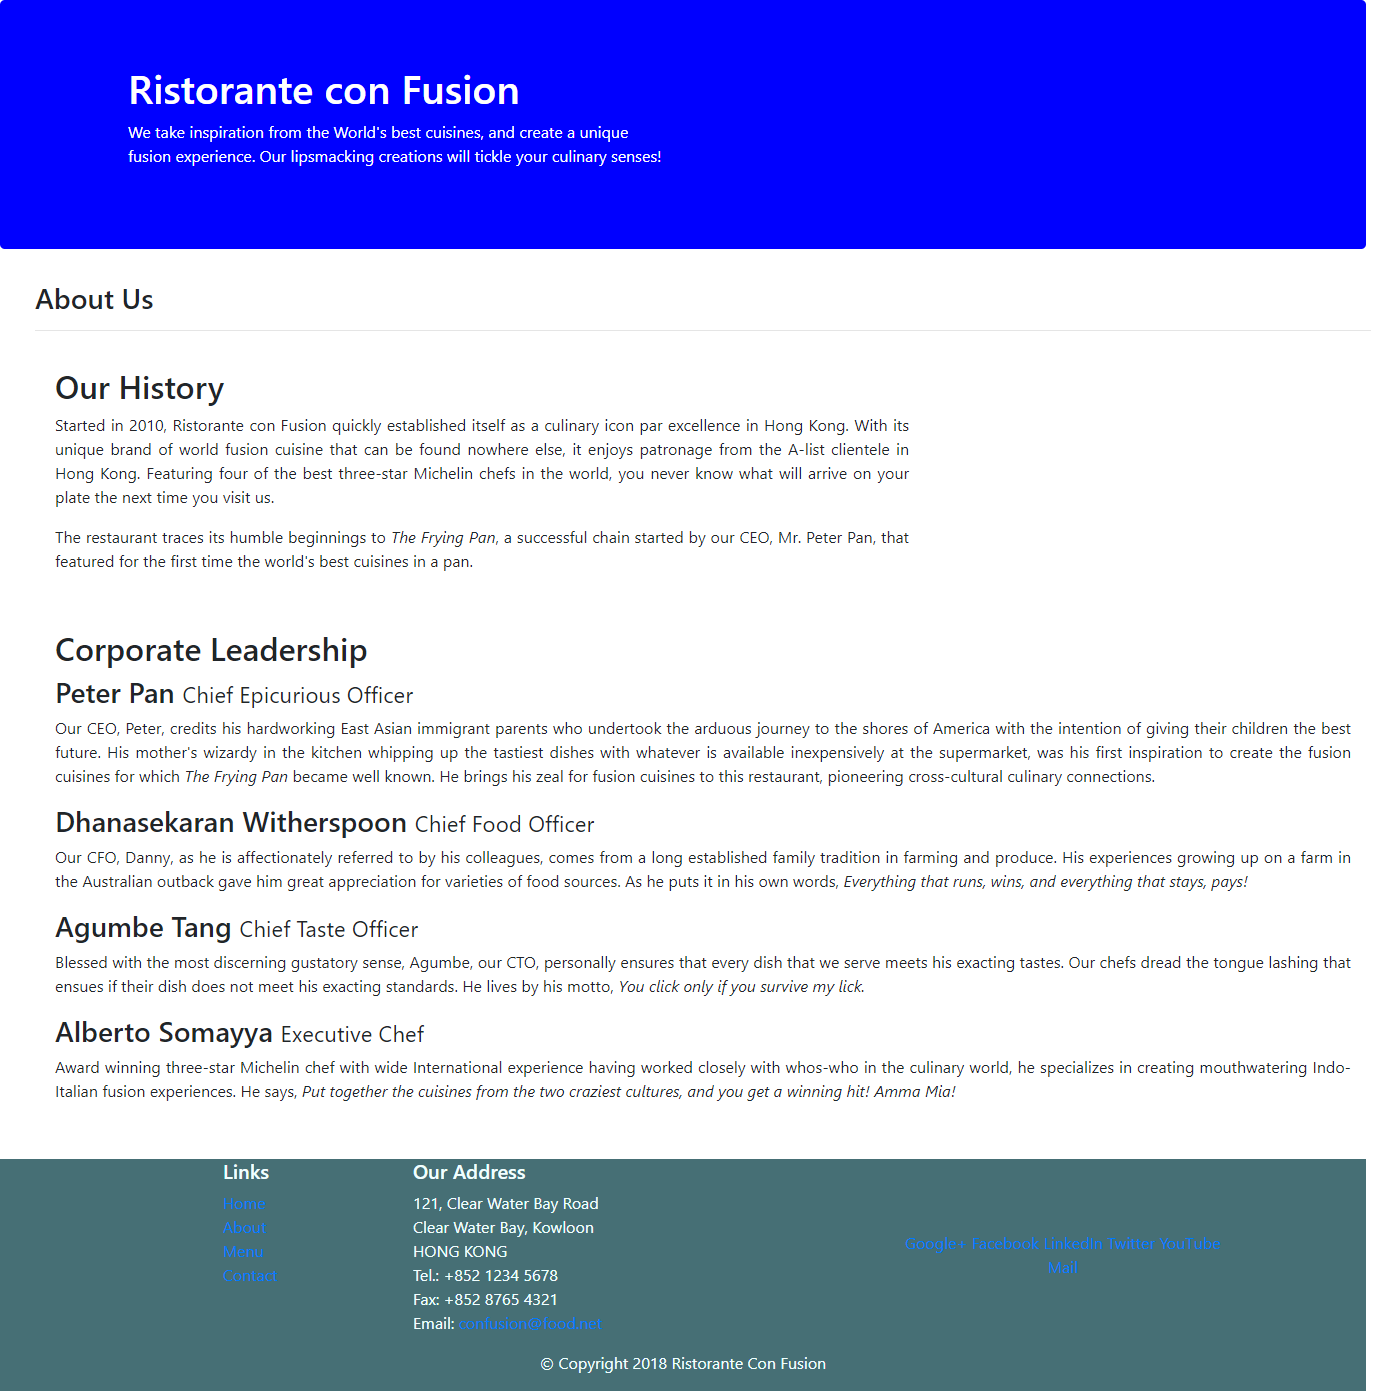 Ristorante con Fusion
We take inspiration from the World's best cuisines, and create a unique
fusion experience. Our lipsmacking creations will tickle your culinary senses!
About Us
Our History
Started in 2010, Ristorante con Fusion quickly established itself as a culinary icon par excellence in Hong Kong. With its
unique brand of world fusion cuisine that can be found nowhere else, it enjoys patronage from the A-list clientele in
Hong Kong. Featuring four of the best three-star Michelin chefs in the world, you never know what will arrive on your
plate the next time you visit us.
The restaurant traces its humble beginnings to The Frying Pan, a successful chain started by our CEO, Mr. Peter Pan, that
featured for the first time the world's best cuisines in a pan.
Corporate Leadership
Peter Pan Chief Epicurious Officer
Our CEO, Peter, credits his hardworking East Asian immigrant parents who undertook the arduous journey to the shores of America with the intention of giving their children the best
future. His mother's wizardy in the kitchen whipping up the tastiest dishes with whatever is available inexpensively at the supermarket, was his first inspiration to create the fusion
cuisines for which The Frying Pan became well known. He brings his zeal for fusion cuisines to this restaurant, pioneering cross-cultural culinary connections.
Dhanasekaran Witherspoon Chief Food Officer
Our CFO, Danny, as he is affectionately referred to by his colleagues, comes from a long established family tradition in farming and produce. His experiences growing up on a farm in
the Australian outback gave him great appreciation for varieties of food sources. As he puts it in his own words, Everything that runs, wins, and everything that stays, pays!
Agumbe Tang Chief Taste Officer
Blessed with the most discerning gustatory sense, Agumbe, our CTO, personally ensures that every dish that we serve meets his exacting tastes. Our chefs dread the tongue lashing that
ensues if their dish does not meet his exacting standards. He lives by his motto, You click only if you survive my lick.
Alberto Somayya Executive Chef
Award winning three-star Michelin chef with wide International experience having worked closely with whos-who in the culinary world, he specializes in creating mouthwatering Indo-
Italian fusion experiences. He says, Put together the cuisines from the two craziest cultures, and you get a winning hit! Amma Mia!
Links
Home
About
Menu
Contact
Our Address
121, Clear Water Bay Road
Clear Water Bay, Kowloon
HONG KONG
Tel.: +852 1234 5678
Fax: +852 8765 4321
Email: confusion@food.net
Google+ Facebook LinkedIn Twitter YouTube
Mail
© Copyright 2018 Ristorante Con Fusion